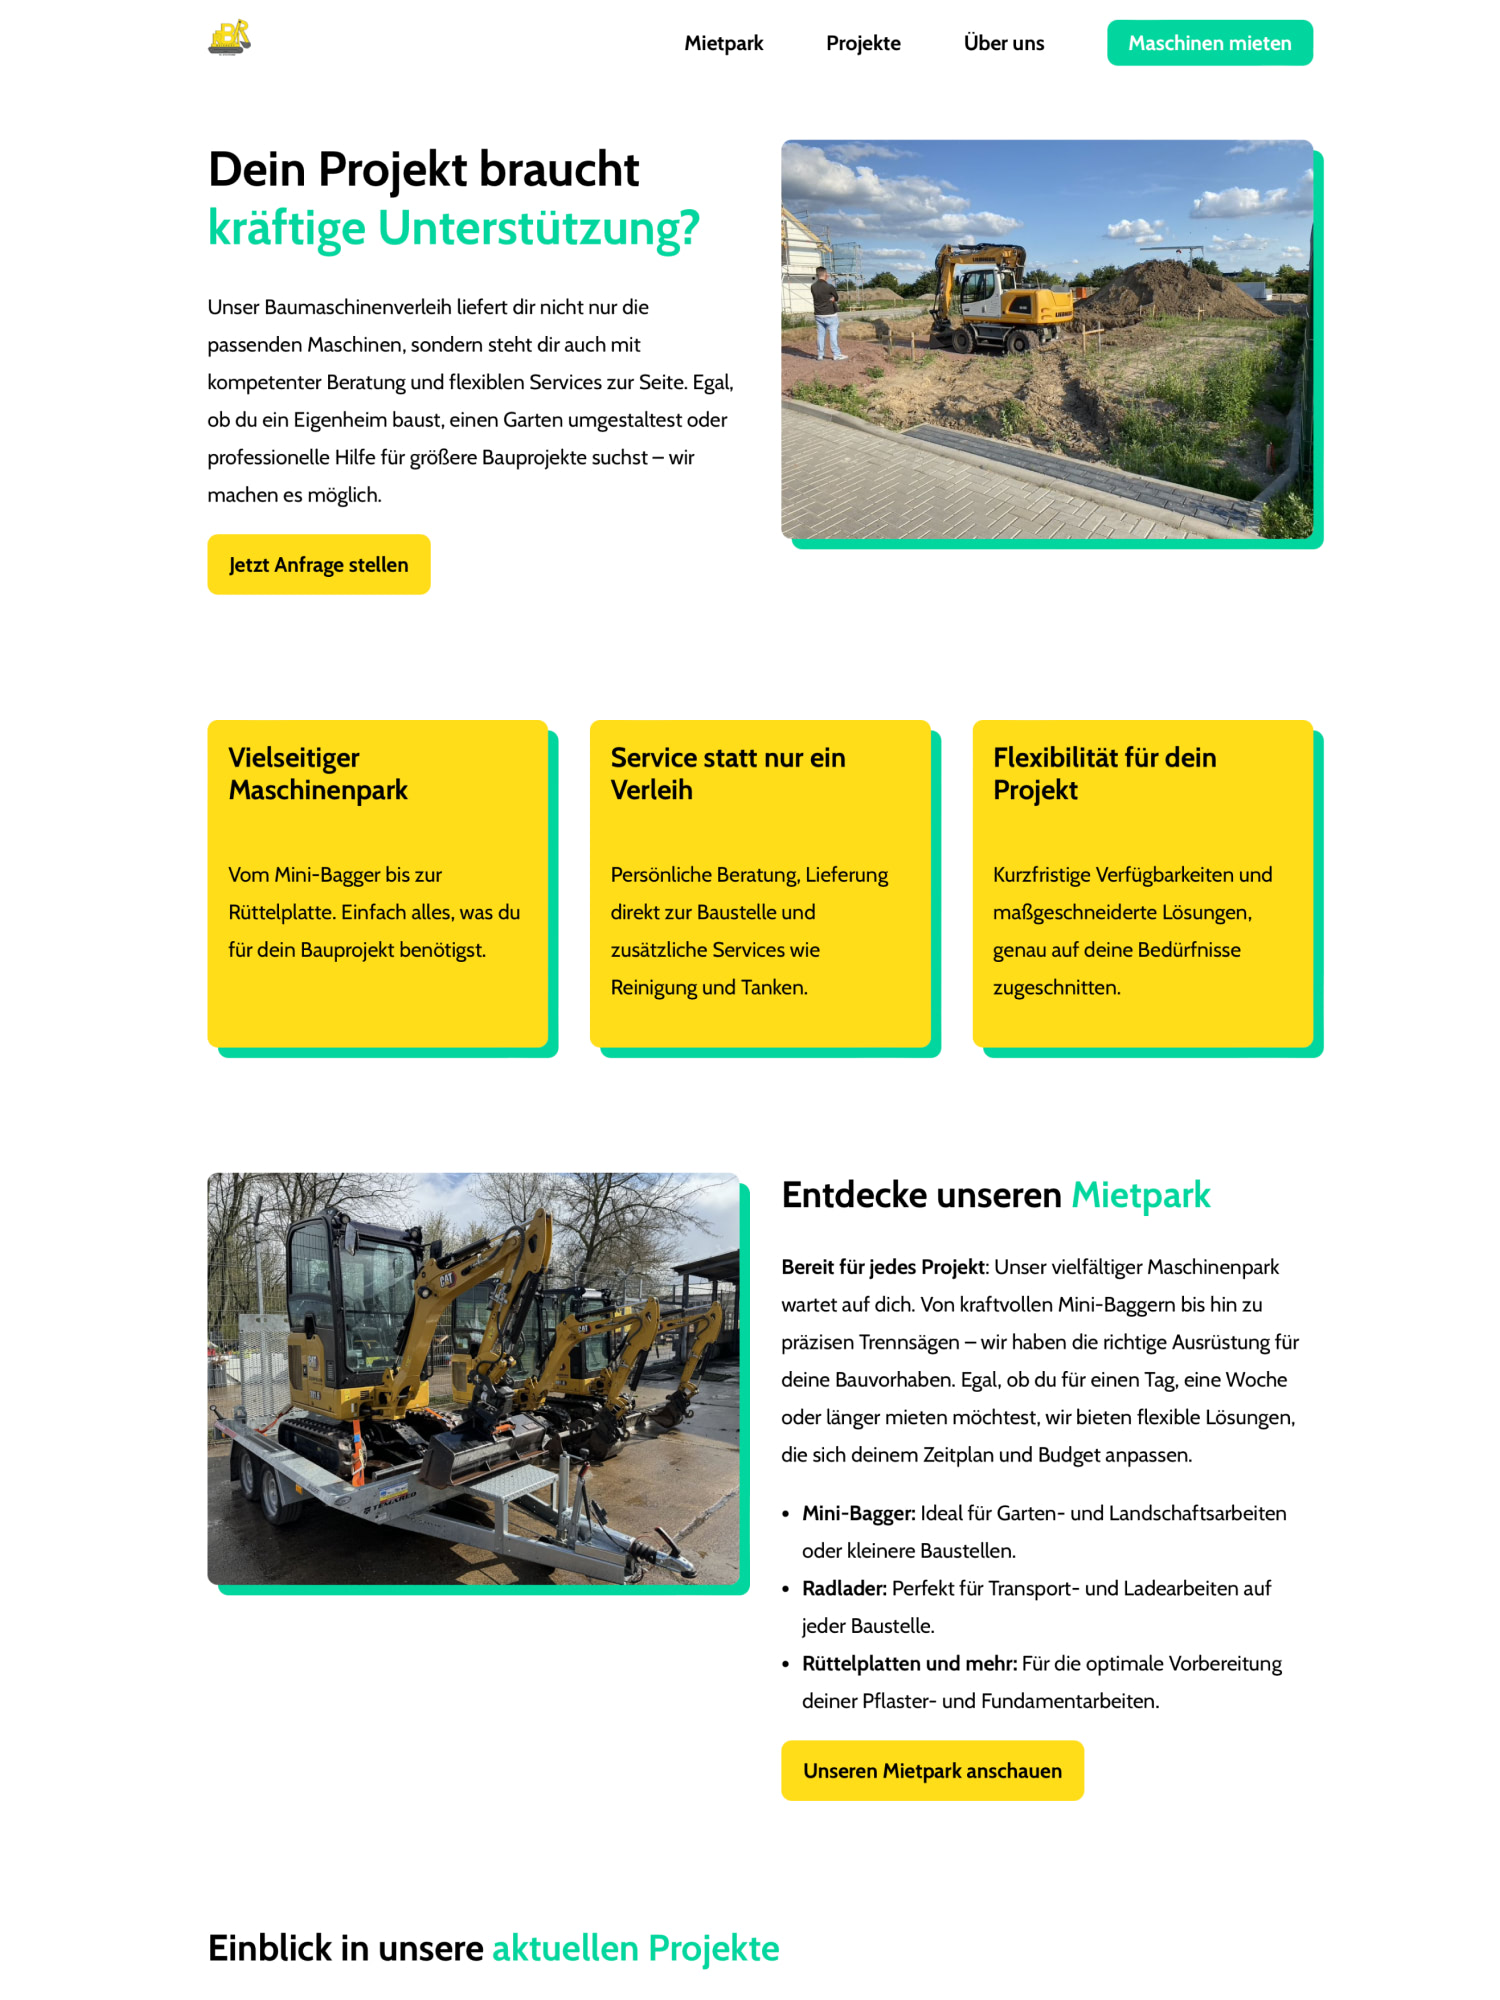 BR
Mietpark
Projekte
Über uns
Maschinen mieten
Dein Projekt braucht
kräftige Unterstützung?
Unser Baumaschinenverleih liefert dir nicht nur die
passenden Maschinen, sondern steht dir auch mit
kompetenter Beratung und flexiblen Services zur Seite. Egal,
ob du ein Eigenheim baust, einen Garten umgestaltest oder
professionelle Hilfe für größere Bauprojekte suchst – wir
machen es möglich.
Jetzt Anfrage stellen
LIEBHERR
LIEBHERR
Vielseitiger
Maschinenpark
Vom Mini-Bagger bis zur
Rüttelplatte. Einfach alles, was du
für dein Bauprojekt benötigst.
Service statt nur ein
Verleih
Persönliche Beratung, Lieferung
direkt zur Baustelle und
zusätzliche Services wie
Reinigung und Tanken.
Flexibilität für dein
Projekt
Kurzfristige Verfügbarkeiten und
maßgeschneiderte Lösungen,
genau auf deine Bedürfnisse
zugeschnitten.
CAT
CAT
CAT
CAT
TEMARED
Entdecke unseren Mietpark
Bereit für jedes Projekt: Unser vielfältiger Maschinenpark
wartet auf dich. Von kraftvollen Mini-Baggern bis hin zu
präzisen Trennsägen – wir haben die richtige Ausrüstung für
deine Bauvorhaben. Egal, ob du für einen Tag, eine Woche
oder länger mieten möchtest, wir bieten flexible Lösungen,
die sich deinem Zeitplan und Budget anpassen.
• Mini-Bagger: Ideal für Garten- und Landschaftsarbeiten
oder kleinere Baustellen.
• Radlader: Perfekt für Transport- und Ladearbeiten auf
jeder Baustelle.
• Rüttelplatten und mehr: Für die optimale Vorbereitung
deiner Pflaster- und Fundamentarbeiten.
Unseren Mietpark anschauen
Einblick in unsere aktuellen Projekte